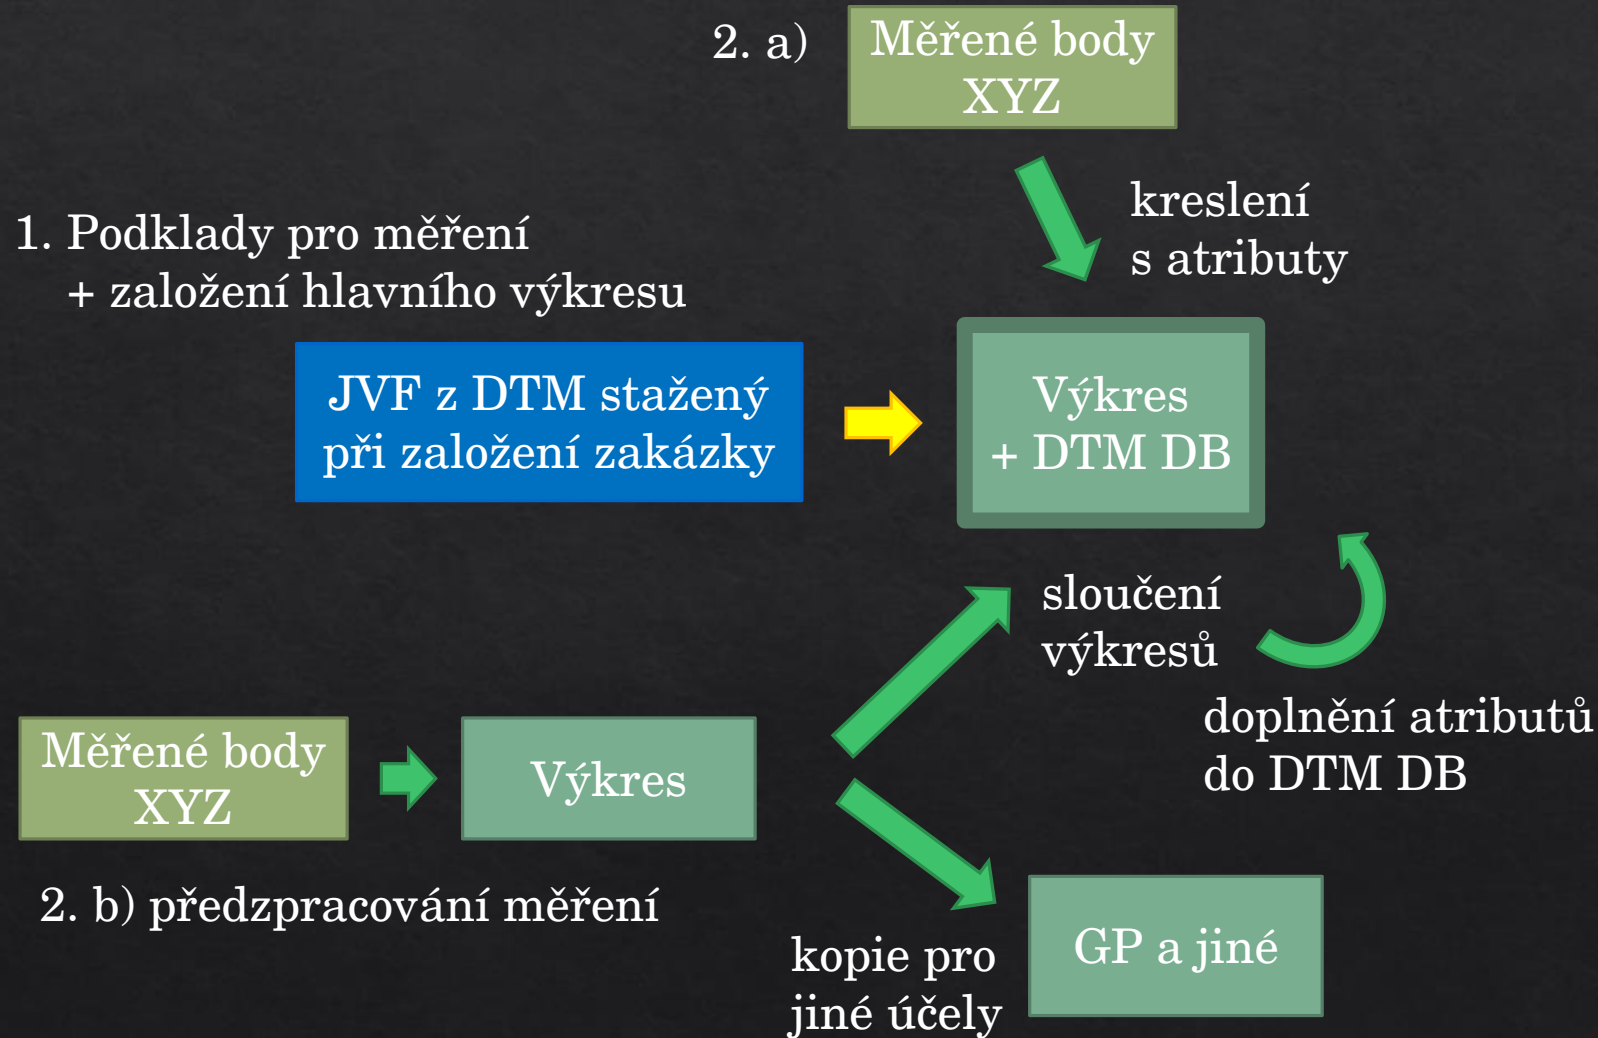 2. a)
Měřené body
XYZ
kreslení
s atributy
1. Podklady pro měření
+ založení hlavního výkresu
JVF z DTM stažený
při založení zakázky
Výkres
+ DTM DB
sloučení
výkresů
doplnění atributů
do DTM DB
Měřené body
XYZ
Výkres
2. b) předzpracování měření
kopie pro
jiné účely
GP a jiné